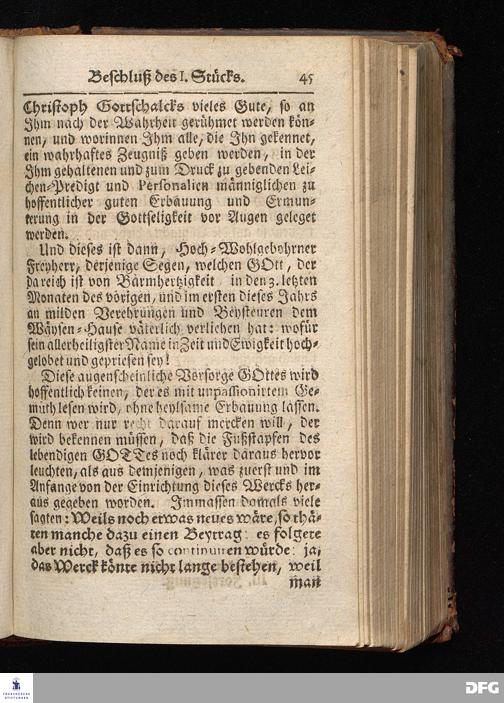 Beschluß des I. Stücks. 45
Christoph Gottschalcks vieles Gute, so an
Ihm nach der Wahrheit gerühmet werden kön-
nen, und worinnen Ihm alle, die Ihn gekennet,
ein wahrhaftes Zeugniß geben werden, in der
Ihm gehaltenen und zum Druck zu gebenden Lei-
chen-Predigt und Personalien männiglichen zu
hoffentlicher guten Erbauung und Ermun-
terung in der Gottseligkeit vor Augen geleget
werden.
Und dieses ist dann, Hoch-Wohlgebohrner
Freyherr, derjenige Segen, welchen GOtt, der
da reich ist von Barmhertzigkeit in den 3. letzten
Monaten des vorigen, und im ersten dieses Jahrs
an milden Verehrungen und Beysteuren dem
Wäysen-Hause väterlich verliehen hat: wofür
sein allerheiligster Name in Zeit und Ewigkeit hoch-
gelobet und gepriesen sey!
Diese augenscheinliche Vorsorge GOttes wird
hoffentlich keinen, der es mit unpassionirtem Ge-
müth lesen wird, ohne heylsame Erbauung lassen.
Denn wer nur recht darauf mercken will, der
wird bekennen müssen, daß die Fußstapfen des
lebendigen GOTTes noch klärer daraus hervor
leuchten, als aus demjenigen, was zuerst und im
Anfange von der Einrichtung dieses Wercks her-
aus gegeben worden. Immassen damals viele
sagten: Weils noch etwas neues wäre, so thä-
ten manche dazu einen Beytrag: es folgere
aber nicht, daß es so continuiren würde: ja,
das Werck könte nicht lange bestehen, weil
man
FRANCKESCHE
STIFTUNGEN
DFG